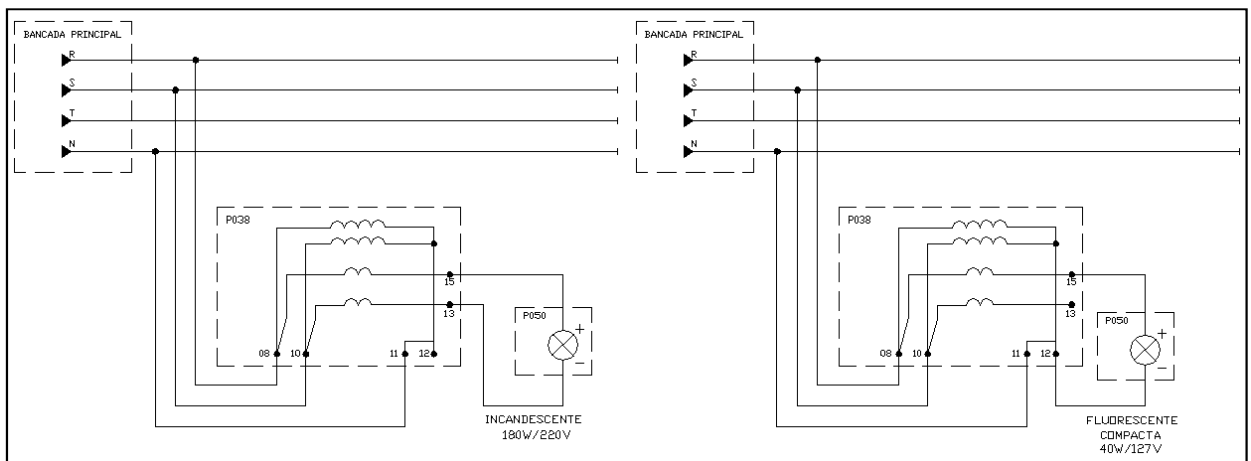 BANCADA PRINCIPAL
R
S
T
N
P038
15
13
08
10
11
12
P050
+
−
INCANDESCENTE
180W/220V
BANCADA PRINCIPAL
R
S
T
N
P038
15
13
08
10
11
12
P050
+
−
FLUORESCENTE
COMPACTA
40W/127V